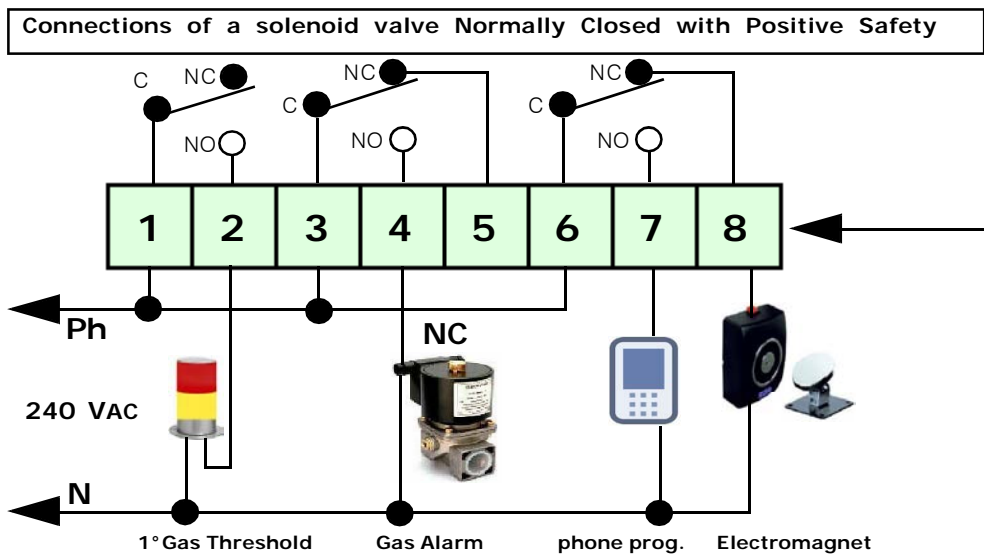 Connections of a solenoid valve Normally Closed with Positive Safety
C NC NC NC
C C
NO NO NO
1 2 3 4 5 6 7 8
Ph
NC
240 VAC
N
1°Gas Threshold Gas Alarm phone prog. Electromagnet